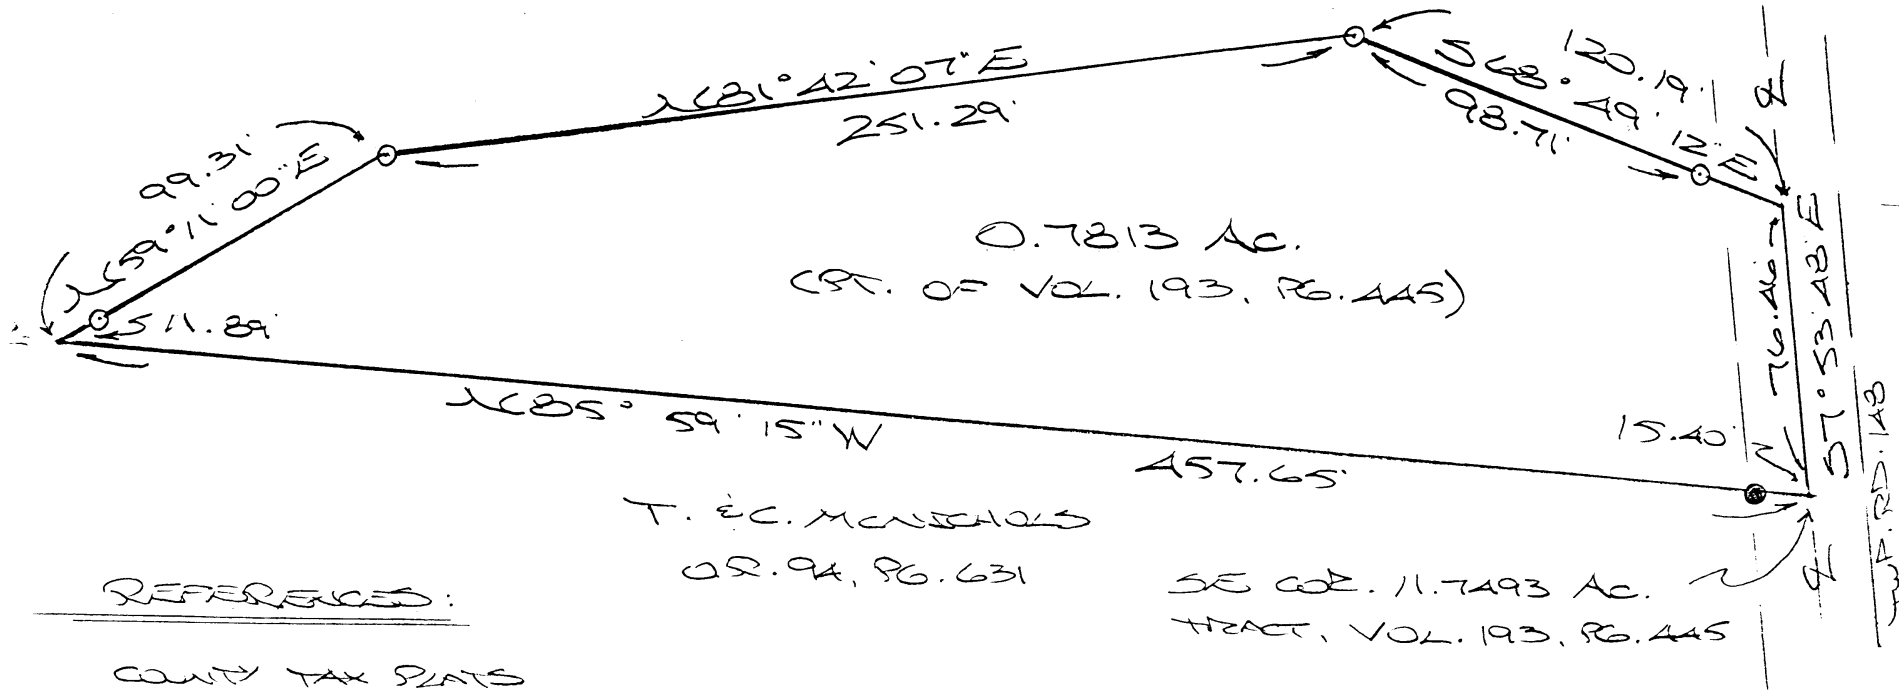 N81°42'07"E
251.29'
S68°49'12"E
120.19'
98.71'
99.31'
N59°11'00"E
0.7813 AC.
(PT. OF VOL. 193, PG. 445)
76.46
S7°53'48"E
11.89'
N85°59'15"W
457.65'
15.40'
TWP. RD. 148
T. & C. MCNICHOLS
O.R. 94, PG. 631
SE COR. 11.7493 AC.
TRACT, VOL. 193, PG. 445
REFERENCES:
COUNTY TAX PLATS